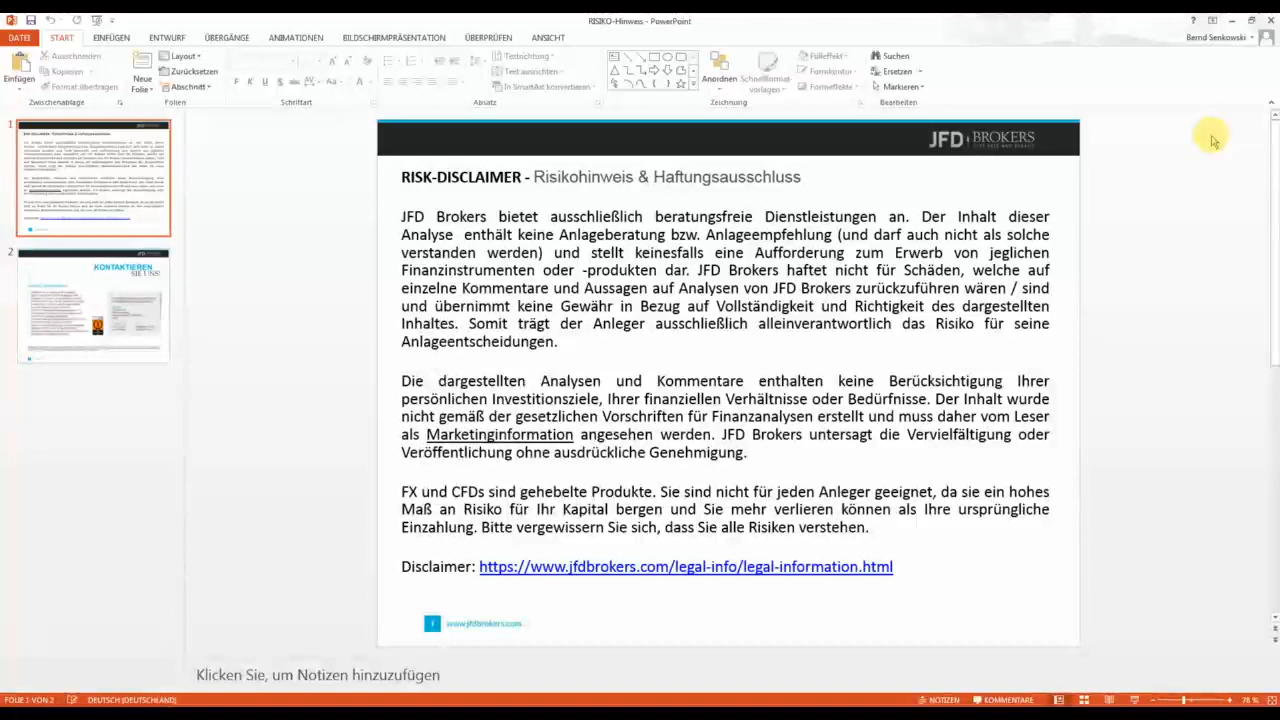 RISIKO-Hinweis - PowerPoint
DATEI START EINFÜGEN ENTWURF ÜBERGÄNGE ANIMATIONEN BILDSCHIRMPRÄSENTATION ÜBERPRÜFEN ANSICHT Bernd Senkowski
Einfügen
Ausschneiden
Kopieren
Format übertragen
Zwischenablage
Neue
Folie
Layout
Zurücksetzen
Abschnitt
Folien
F K U S abc AV Aa A
Schriftart
Textrichtung
Text ausrichten
In SmartArt konvertieren
Absatz
Anordnen
Schnellformat-
vorlagen
Fülleffekt
Formkontur
Formeffekte
Zeichnung
Suchen
Ersetzen
Markieren
Bearbeiten
1
2
KONTAKTIEREN
SIE UNS!
JFD BROKERS
RISK-DISCLAIMER - Risikohinweis & Haftungsausschluss
JFD Brokers bietet ausschließlich beratungsfreie Dienstleistungen an. Der Inhalt dieser
Analyse enthält keine Anlageberatung bzw. Anlageempfehlung (und darf auch nicht als solche
verstanden werden) und stellt keinesfalls eine Aufforderung zum Erwerb von jeglichen
Finanzinstrumenten oder -produkten dar. JFD Brokers haftet nicht für Schäden, welche auf
einzelne Kommentare und Aussagen auf Analysen von JFD Brokers zurückzuführen wären / sind
und übernimmt keine Gewähr in Bezug auf Vollständigkeit und Richtigkeit des dargestellten
Inhaltes. Somit trägt der Anleger ausschließlich alleinverantwortlich das Risiko für seine
Anlageentscheidungen.
Die dargestellten Analysen und Kommentare enthalten keine Berücksichtigung Ihrer
persönlichen Investitionsziele, Ihrer finanziellen Verhältnisse oder Bedürfnisse. Der Inhalt wurde
nicht gemäß der gesetzlichen Vorschriften für Finanzanalysen erstellt und muss daher vom Leser
als Marketinginformation angesehen werden. JFD Brokers untersagt die Vervielfältigung oder
Veröffentlichung ohne ausdrückliche Genehmigung.
FX und CFDs sind gehebelte Produkte. Sie sind nicht für jeden Anleger geeignet, da sie ein hohes
Maß an Risiko für Ihr Kapital bergen und Sie mehr verlieren können als Ihre ursprüngliche
Einzahlung. Bitte vergewissern Sie sich, dass Sie alle Risiken verstehen.
Disclaimer: https://www.jfdbrokers.com/legal-info/legal-information.html
www.jfdbrokers.com
Klicken Sie, um Notizen hinzuzufügen
FOLIE 1 VON 2 DEUTSCH (DEUTSCHLAND) NOTIZEN KOMMENTARE 78 %